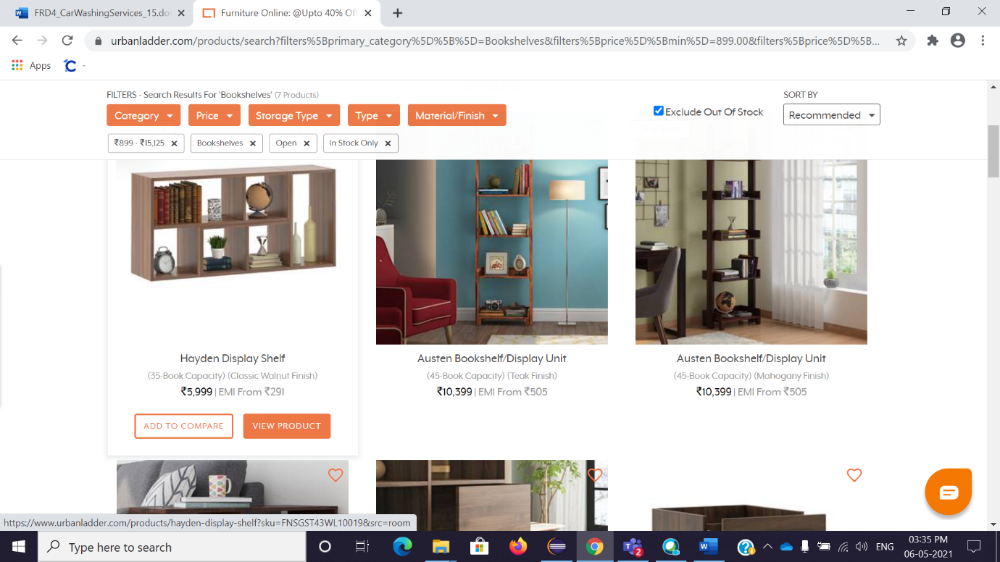 FRD4_CarWashingServices_15.do
Furniture Online: @Upto 40% Off
urbanladder.com/products/search?filters%5Bprimary_category%5D%5B%5D=Bookshelves&filters%5Bprice%5D%5Bmin%5D=899.00&filters%5Bprice%5D%5B...
Apps
FILTERS - Search Results For 'Bookshelves' (7 Products)
SORT BY
Category Price Storage Type Type Material/Finish
Exclude Out Of Stock
Recommended
₹899 - ₹15,125 × Bookshelves × Open × In Stock Only ×
Hayden Display Shelf
(35-Book Capacity) (Classic Walnut Finish)
₹5,999 | EMI From ₹291
ADD TO COMPARE VIEW PRODUCT
Austen Bookshelf/Display Unit
(45-Book Capacity) (Teak Finish)
₹10,399 | EMI From ₹505
Austen Bookshelf/Display Unit
(45-Book Capacity) (Mahogany Finish)
₹10,399 | EMI From ₹505
https://www.urbanladder.com/products/hayden-display-shelf?sku=FNSGST43WL10019&src=room
Type here to search
2
ENG
03:35 PM
06-05-2021